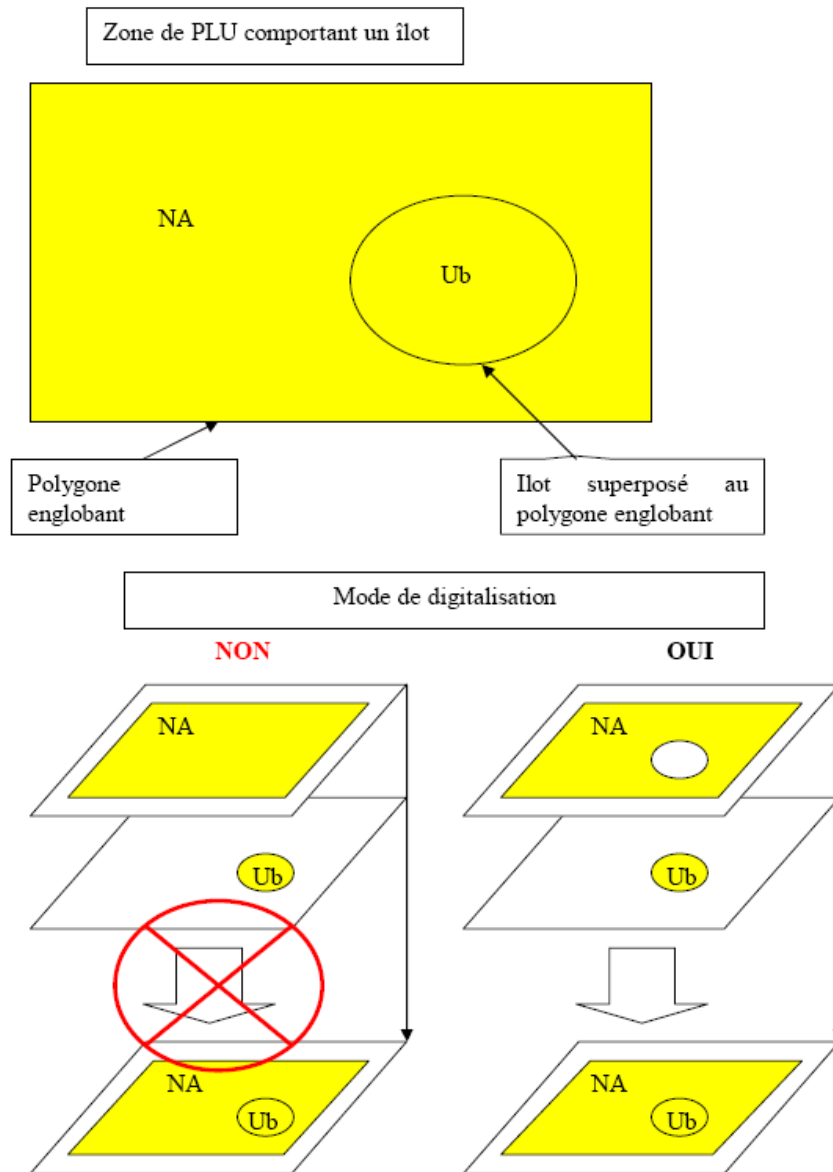 Zone de PLU comportant un îlot
NA
Ub
Polygone
englobant
Ilot superposé au
polygone englobant
Mode de digitalisation
NON
OUI
NA
NA
Ub
Ub
NA
Ub
NA
Ub